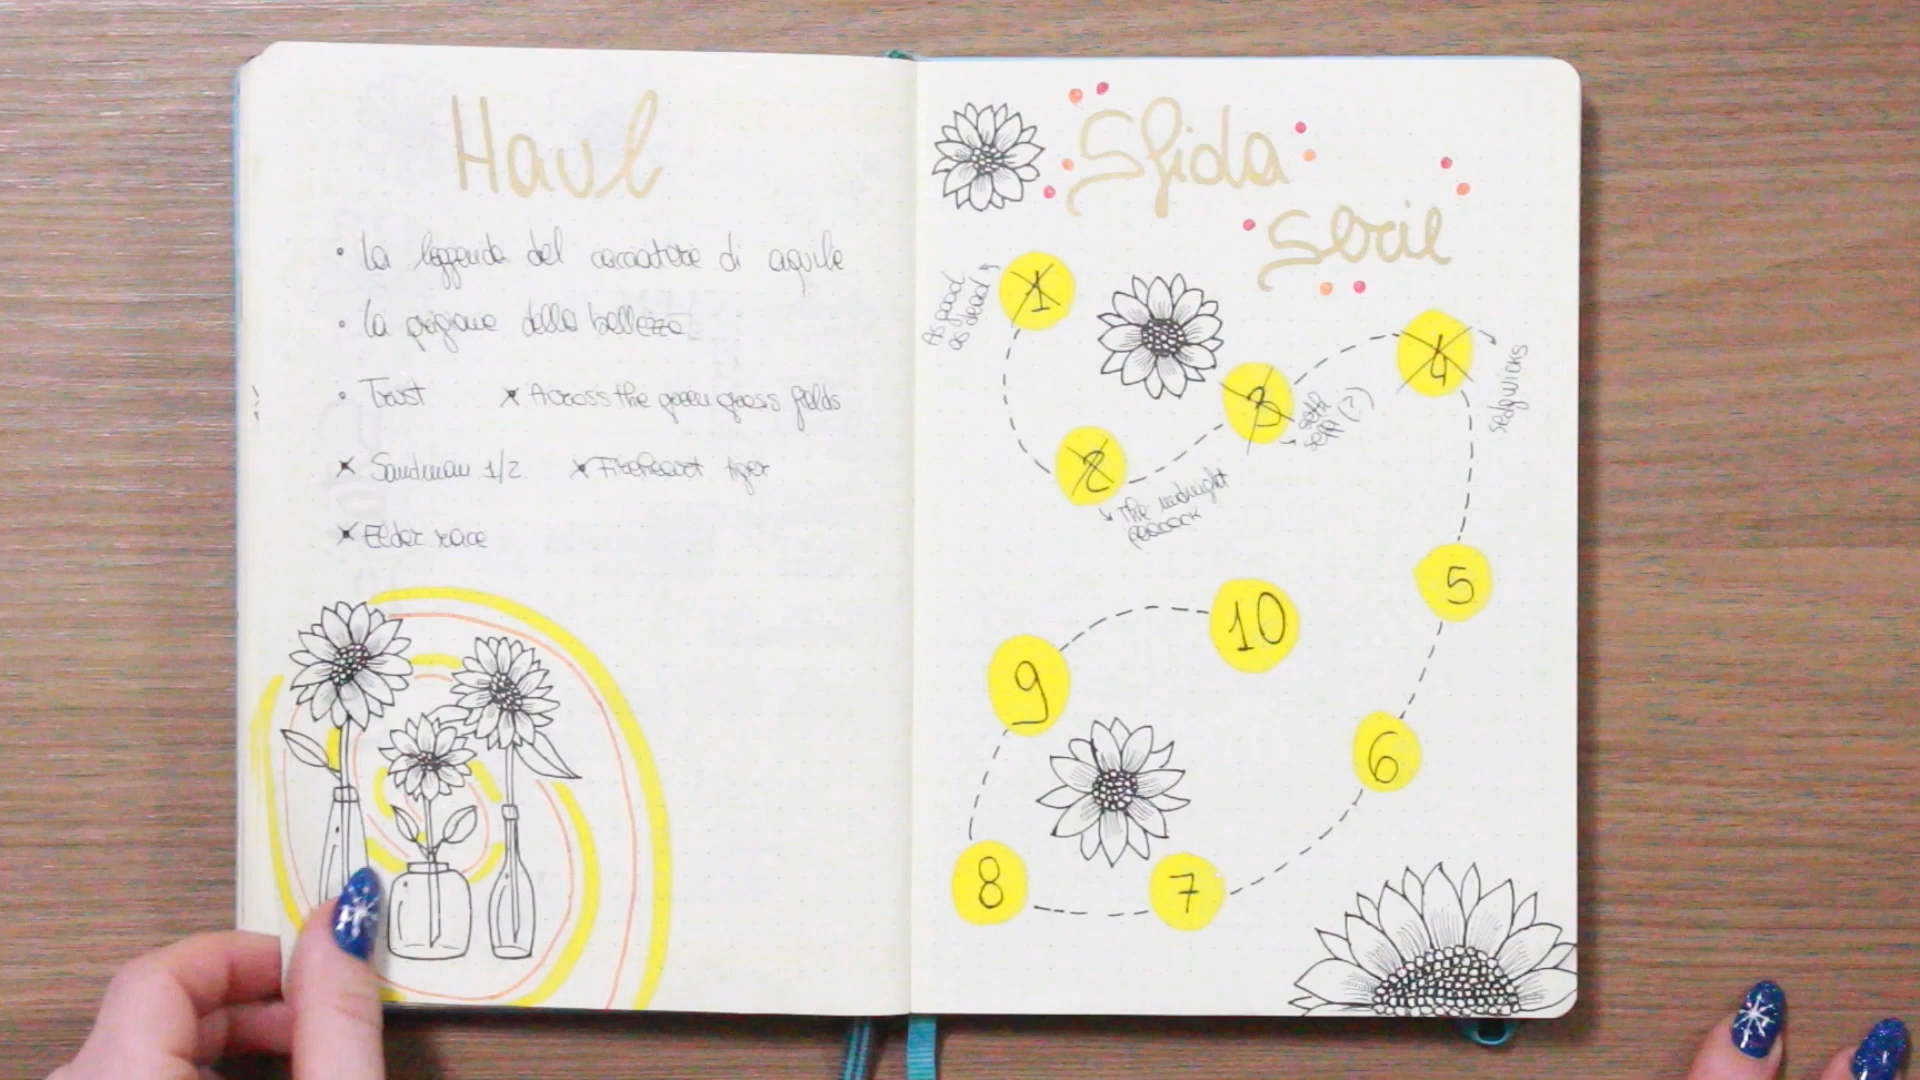 Haul
• La leggenda del cacciatore di aquile
• La prigione della bellezza
• Trust × Across the green grass fields
× Sandman 1/2 × Fireheart tiger
× Elder race
Sfida
serie
1
As good
as dead
2
The midnight
peacock
3
4
sedgwicks
5
6
7
8
9
10